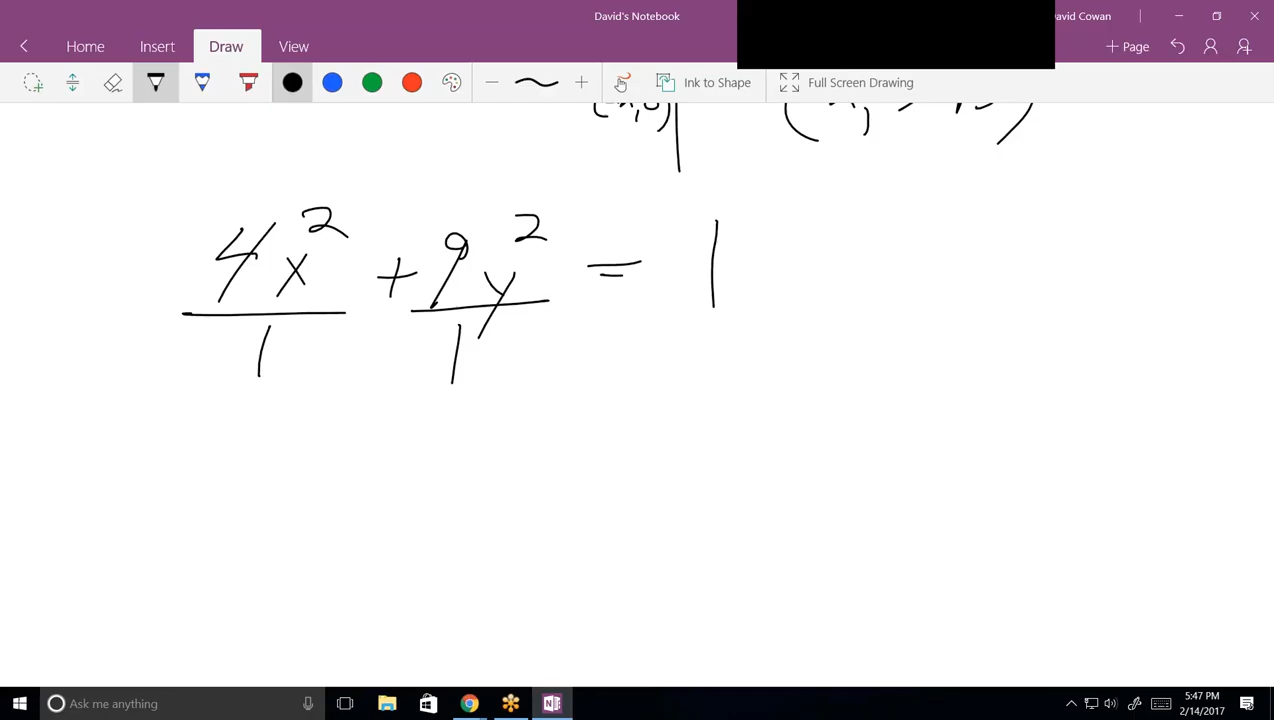 David's Notebook
avid Cowan
Home Insert Draw View
Page
Ink to Shape Full Screen Drawing
4x² + 9y² = 1
1 1
Ask me anything
5:47 PM
2/14/2017